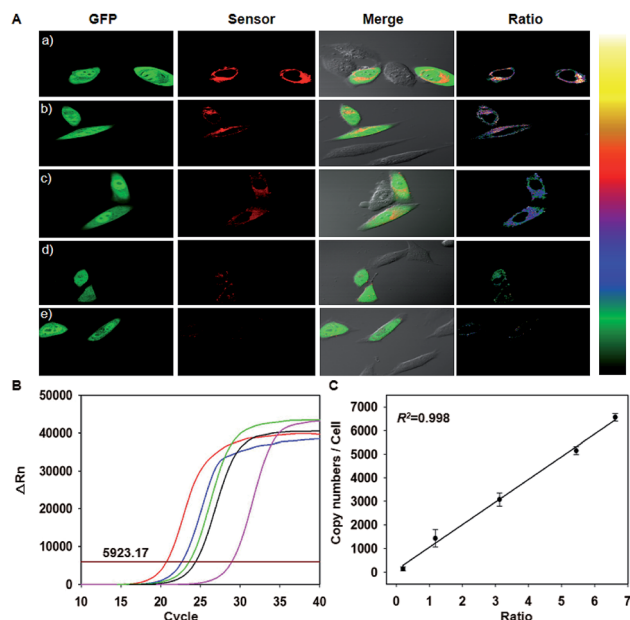 A GFP Sensor Merge Ratio
a)
b)
c)
d)
e)
B
50000
40000
30000
20000
10000
0
ΔRn
5923.17
10 15 20 25 30 35 40
Cycle
C
7000
6000
5000
4000
3000
2000
1000
0
Copy numbers / Cell
R²=0.998
0 1 2 3 4 5 6 7
Ratio